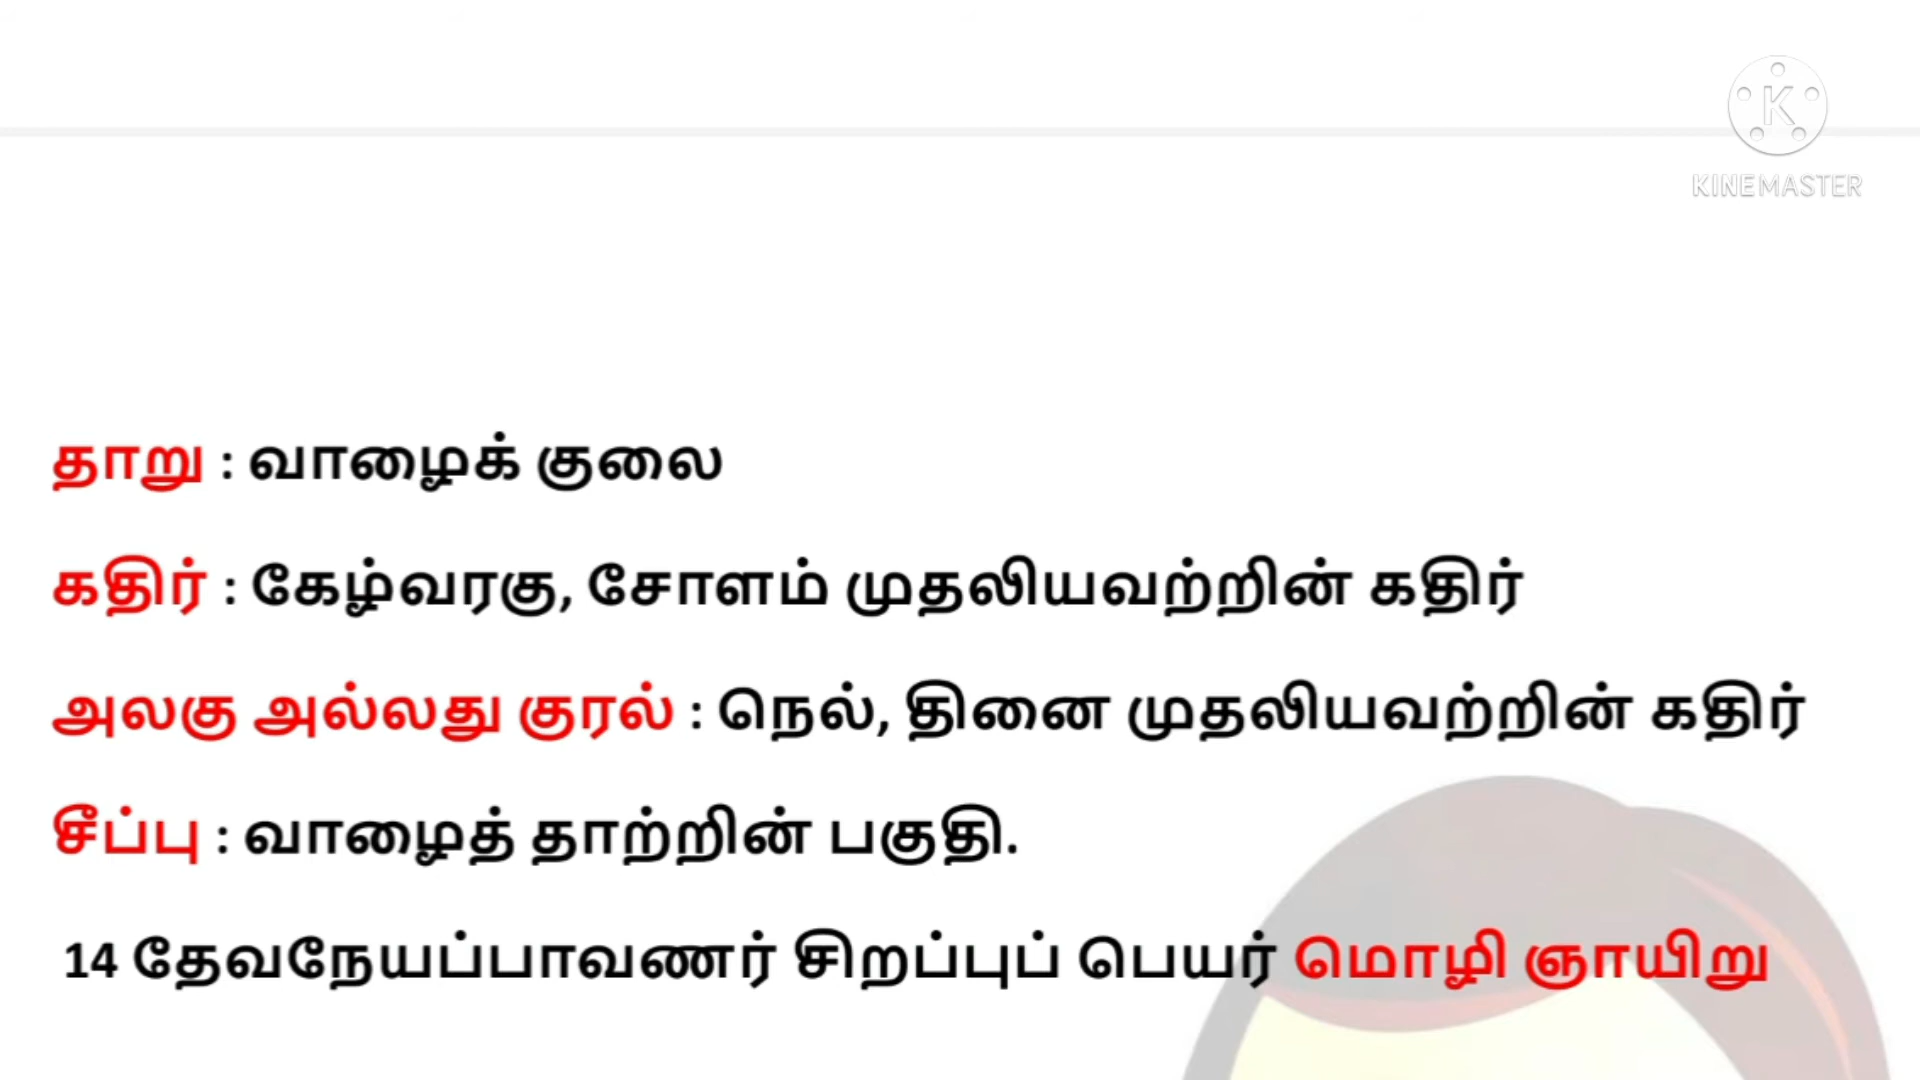 KINEMASTER
தாறு : வாழைக் குலை
கதிர் : கேழ்வரகு, சோளம் முதலியவற்றின் கதிர்
அலகு அல்லது குரல் : நெல், தினை முதலியவற்றின் கதிர்
சீப்பு : வாழைத் தாற்றின் பகுதி.
14 தேவநேயப்பாவணர் சிறப்புப் பெயர் மொழி ஞாயிறு